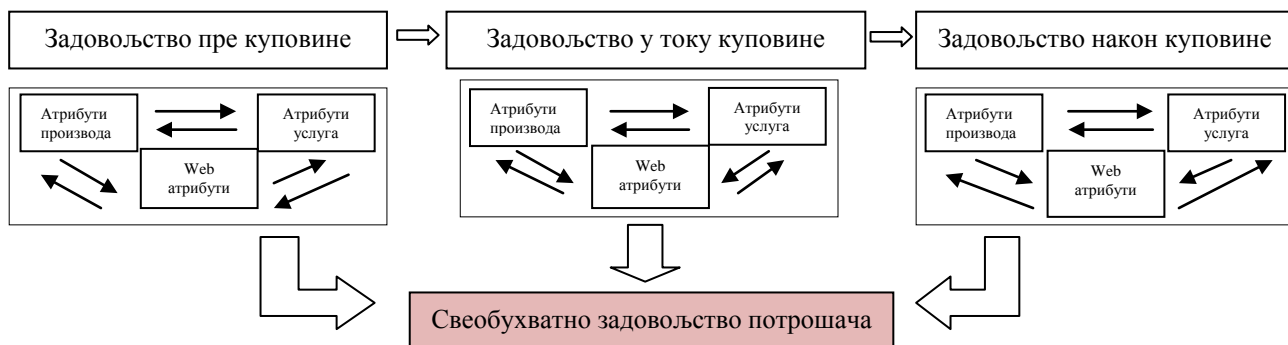 Задовољство пре куповине
Задовољство у току куповине
Задовољство након куповине
Атрибути
производа
Атрибути
услуга
Web
атрибути
Атрибути
производа
Атрибути
услуга
Web
атрибути
Атрибути
производа
Атрибути
услуга
Web
атрибути
Свеобухватно задовољство потрошача